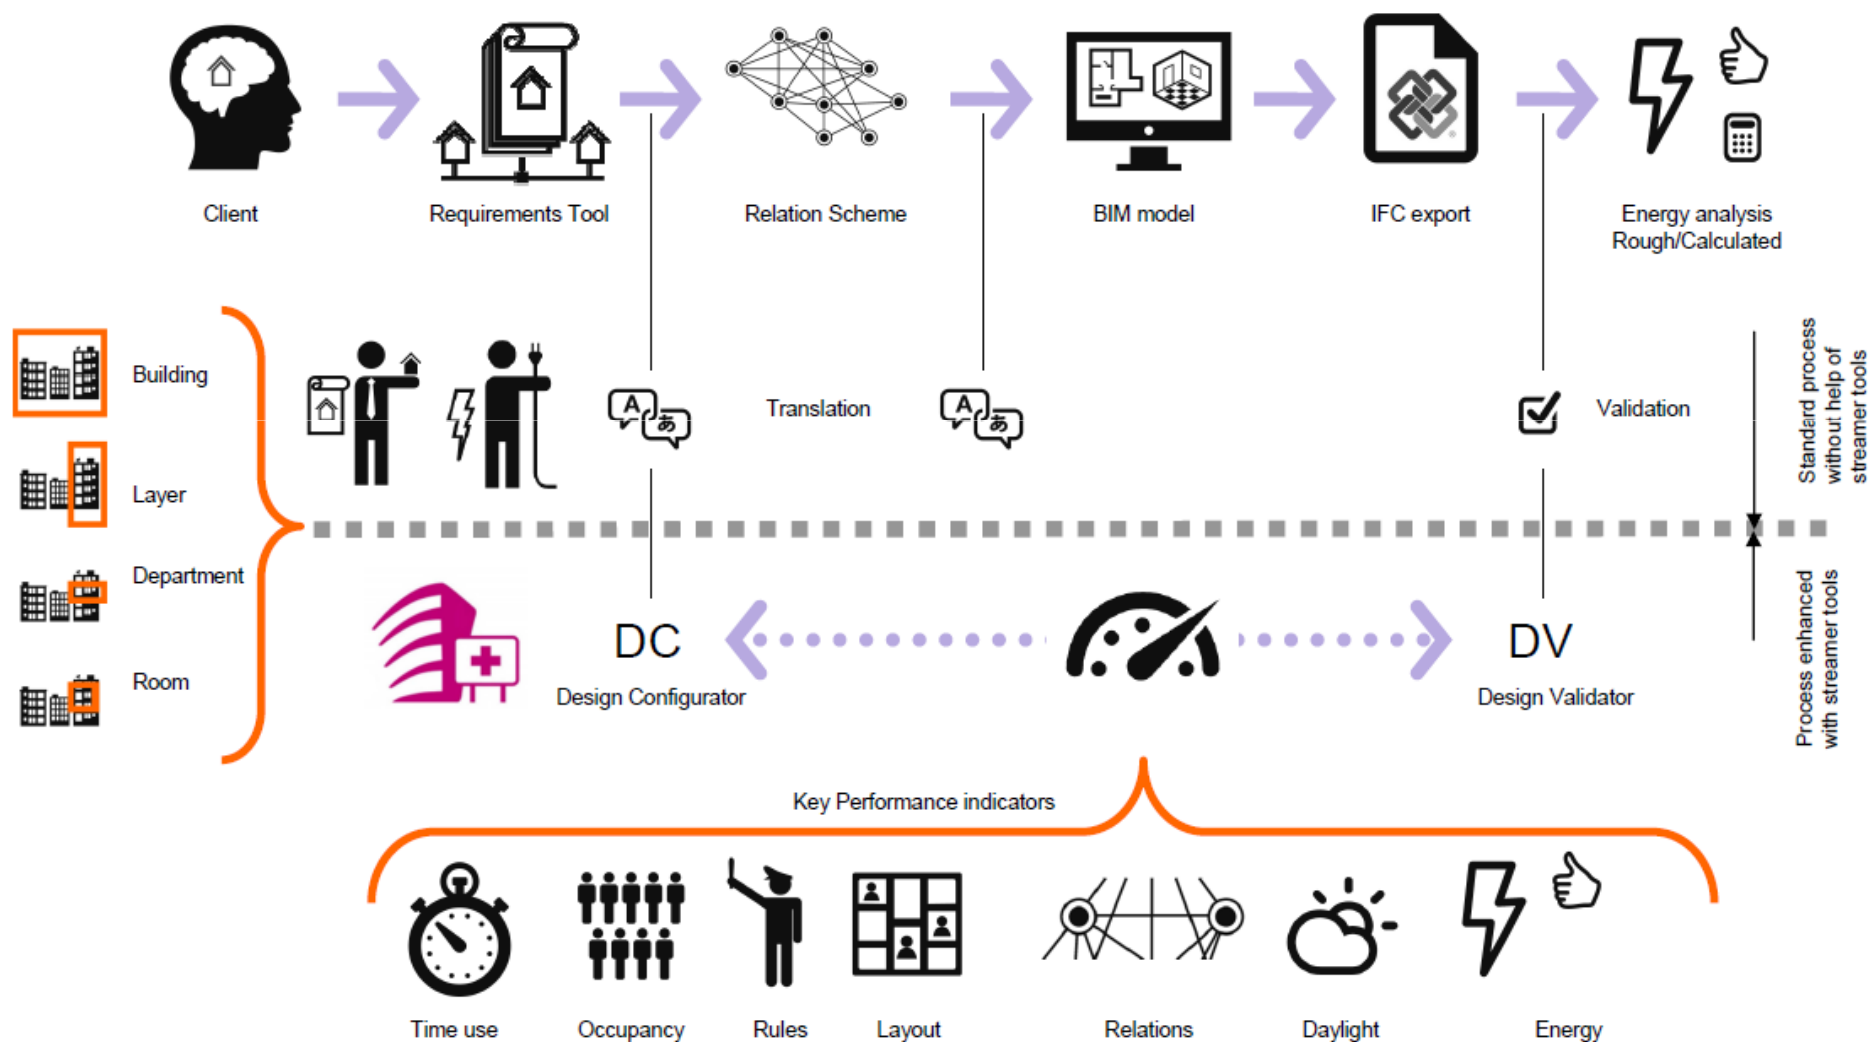 Client
Requirements Tool
Relation Scheme
BIM model
IFC export
Energy analysis
Rough/Calculated
Building
Layer
Department
Room
A
あ
Translation
A
あ
Validation
Standard process
without help of
streamer tools
Process enhanced
with streamer tools
DC
Design Configurator
DV
Design Validator
Key Performance indicators
Time use
Occupancy
Rules
Layout
Relations
Daylight
Energy